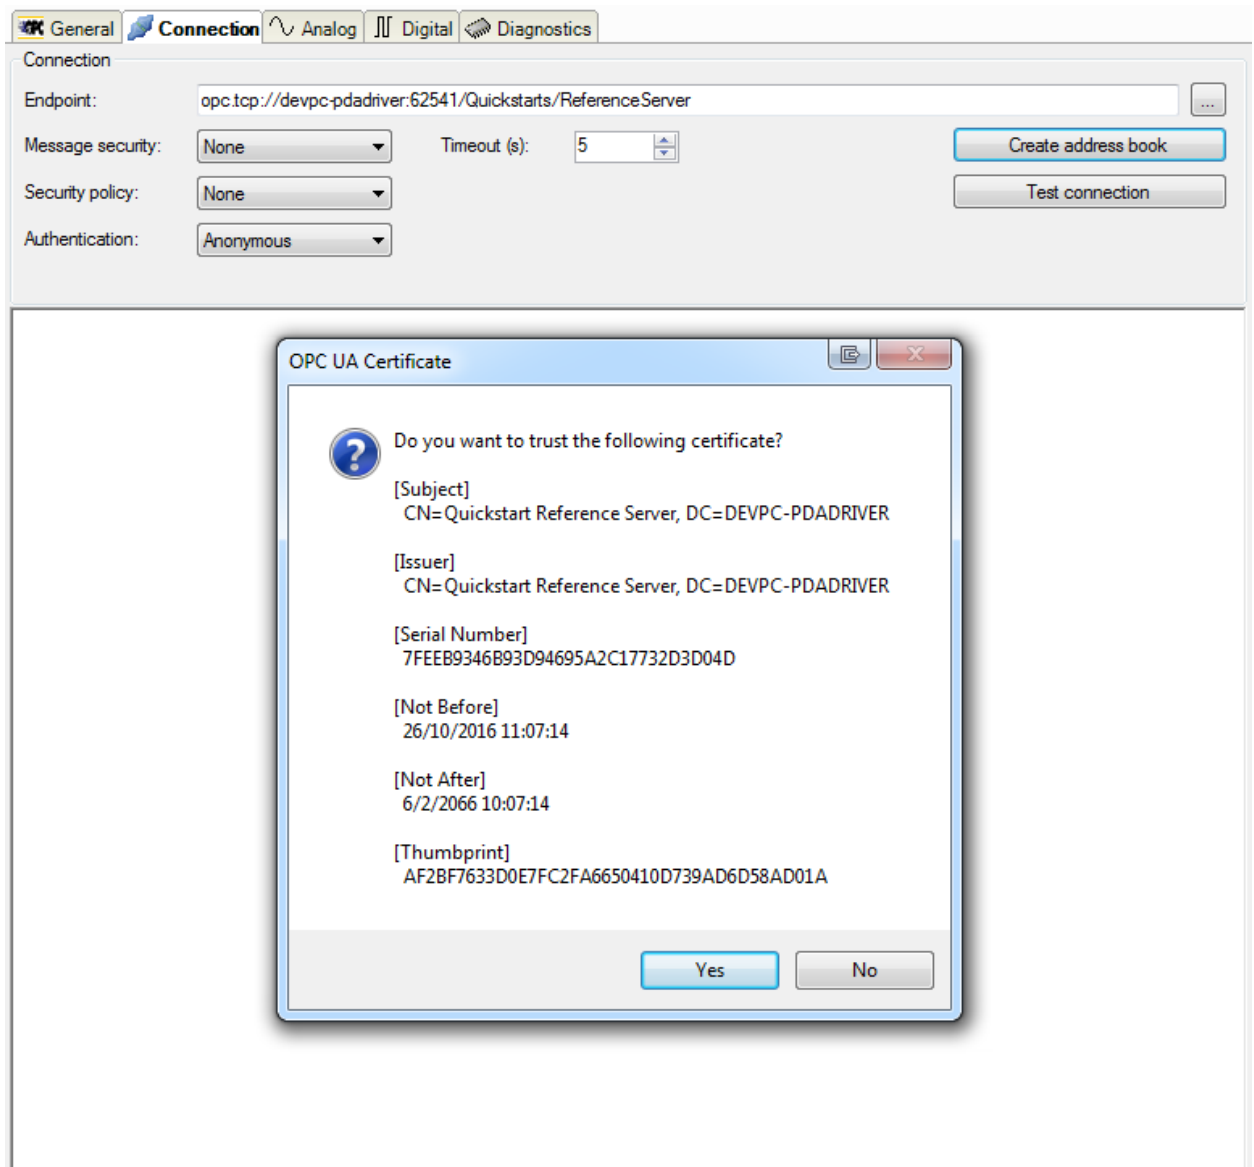 OPC General Connection Analog Digital Diagnostics
Connection
Endpoint: opc.tcp://devpc-pdadriver:62541/Quickstarts/ReferenceServer ...
Message security: None Timeout (s): 5 Create address book
Security policy: None Test connection
Authentication: Anonymous
OPC UA Certificate
Do you want to trust the following certificate?
[Subject]
CN=Quickstart Reference Server, DC=DEVPC-PDADRIVER
[Issuer]
CN=Quickstart Reference Server, DC=DEVPC-PDADRIVER
[Serial Number]
7FEEB9346B93D94695A2C17732D3D04D
[Not Before]
26/10/2016 11:07:14
[Not After]
6/2/2066 10:07:14
[Thumbprint]
AF2BF7633D0E7FC2FA6650410D739AD6D58AD01A
Yes No